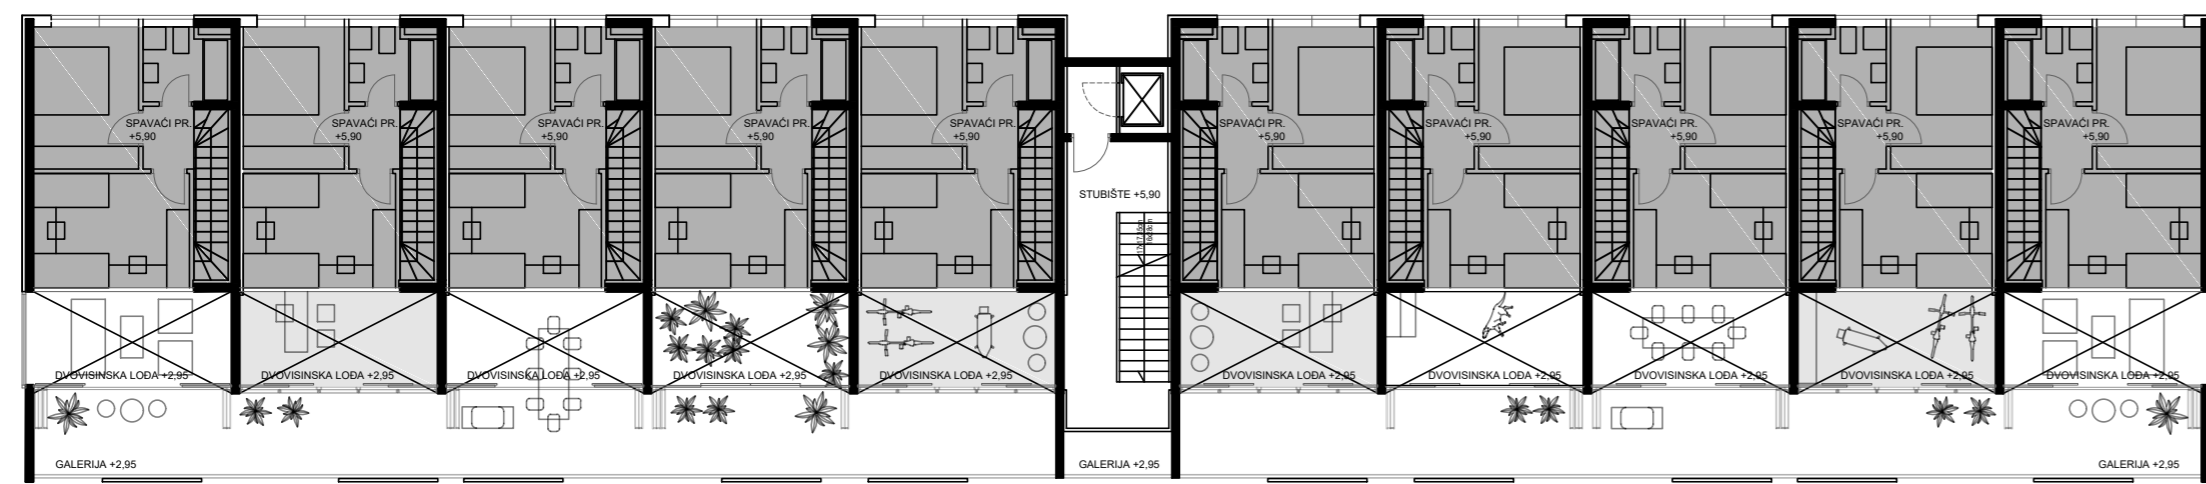 SPAVAĆI PR.
+5,90
SPAVAĆI PR.
+5,90
SPAVAĆI PR.
+5,90
SPAVAĆI PR.
+5,90
SPAVAĆI PR.
+5,90
SPAVAĆI PR.
+5,90
SPAVAĆI PR.
+5,90
SPAVAĆI PR.
+5,90
SPAVAĆI PR.
+5,90
SPAVAĆI PR.
+5,90
STUBIŠTE +5,90
DVOVISINSKA LOĐA +2,95
DVOVISINSKA LOĐA +2,95
DVOVISINSKA LOĐA +2,95
DVOVISINSKA LOĐA +2,95
DVOVISINSKA LOĐA +2,95
DVOVISINSKA LOĐA +2,95
DVOVISINSKA LOĐA +2,95
DVOVISINSKA LOĐA +2,95
DVOVISINSKA LOĐA +2,95
DVOVISINSKA LOĐA +2,95
GALERIJA +2,95
GALERIJA +2,95
GALERIJA +2,95